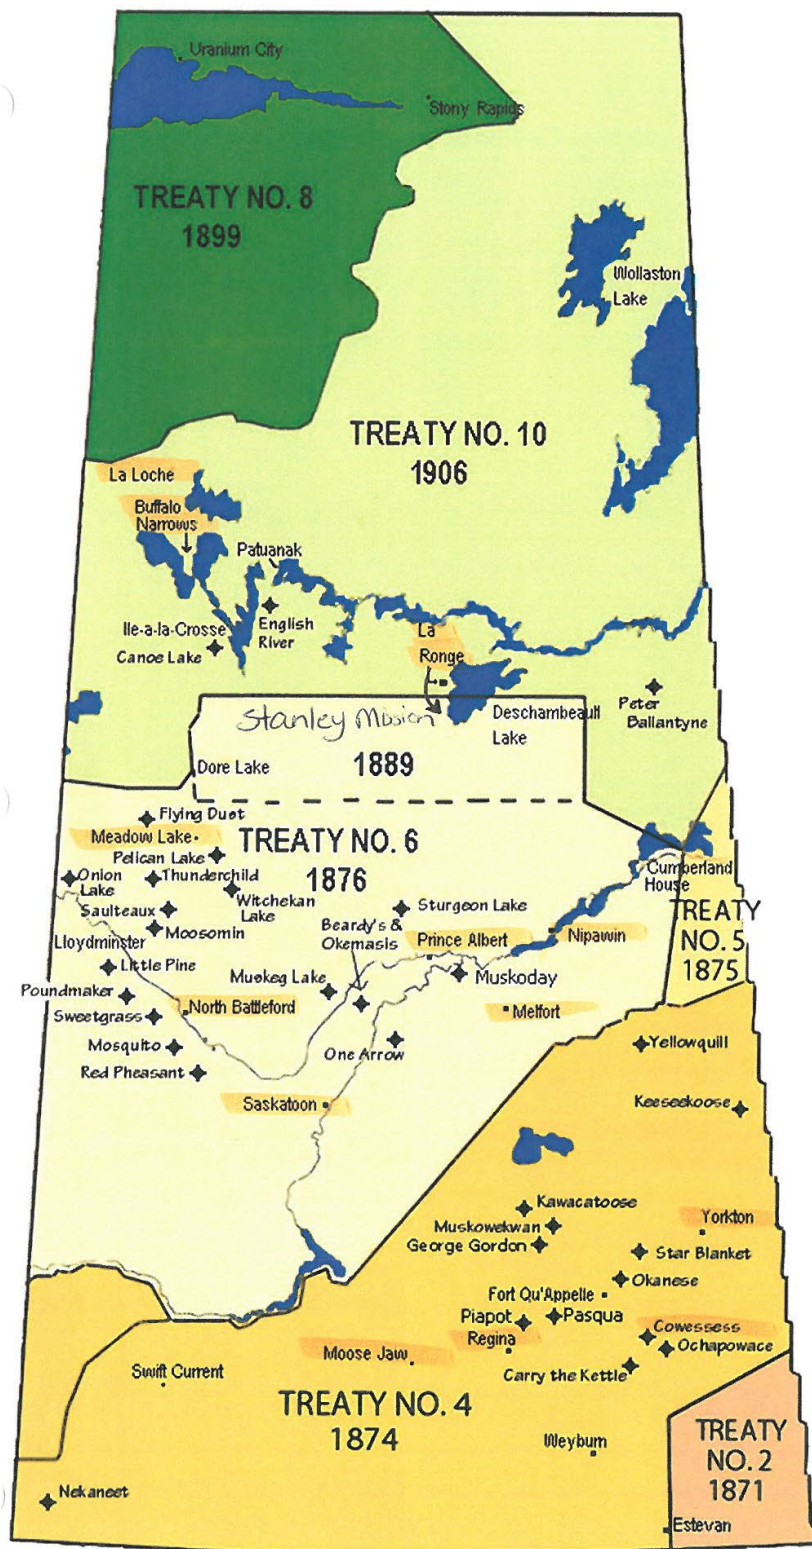 Uranium City
Stony Rapids
TREATY NO. 8
1899
Wollaston
Lake
TREATY NO. 10
1906
La Loche
Buffalo
Narrows
Patuanak
English
River
Ile-a-la-Crosse
Canoe Lake
La
Ronge
Peter
Ballantyne
Stanley Mission
Deschambeault
Lake
1889
Dore Lake
Flying Dust
Meadow Lake
TREATY NO. 6
1876
Pelican Lake
Onion
Lake
Thunderchild
Witchekan
Lake
Cumberland
House
Saulteaux
Moosomin
Beardy's &
Okemasis
Sturgeon Lake
TREATY
NO. 5
1875
Lloydminster
Prince Albert
Nipawin
Little Pine
Muskeg Lake
Muskoday
Poundmaker
North Battleford
Sweetgrass
Melfort
Mosquito
One Arrow
Yellowquill
Red Pheasant
Saskatoon
Keeseekoose
Kawacatoose
Muskowekwan
Yorkton
George Gordon
Star Blanket
Okanese
Fort Qu'Appelle
Piapot
Pasqua
Cowessess
Regina
Ochapowace
Moose Jaw
Carry the Kettle
Swift Current
TREATY NO. 4
1874
Weyburn
TREATY
NO. 2
1871
Nekaneet
Estevan